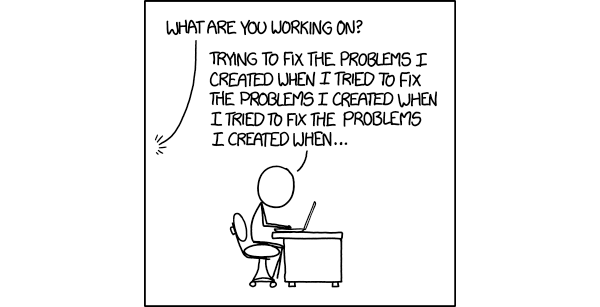 WHAT ARE YOU WORKING ON?
TRYING TO FIX THE PROBLEMS I
CREATED WHEN I TRIED TO FIX
THE PROBLEMS I CREATED WHEN
I TRIED TO FIX THE PROBLEMS
I CREATED WHEN...